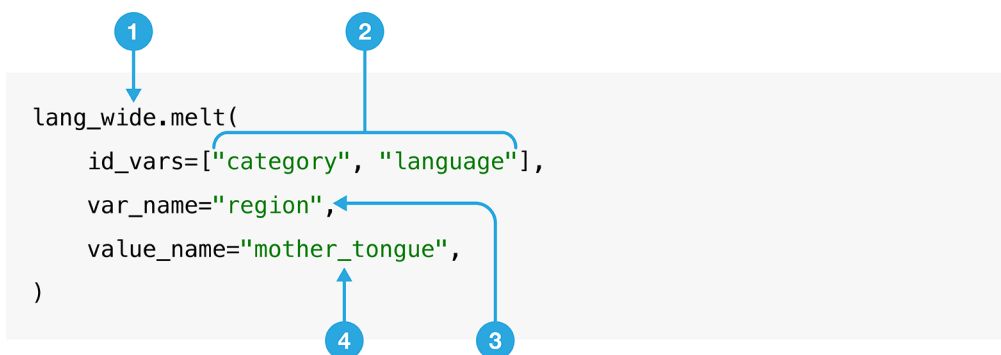 1 2
lang_wide.melt(
id_vars=["category", "language"],
var_name="region",
value_name="mother_tongue",
)
4 3